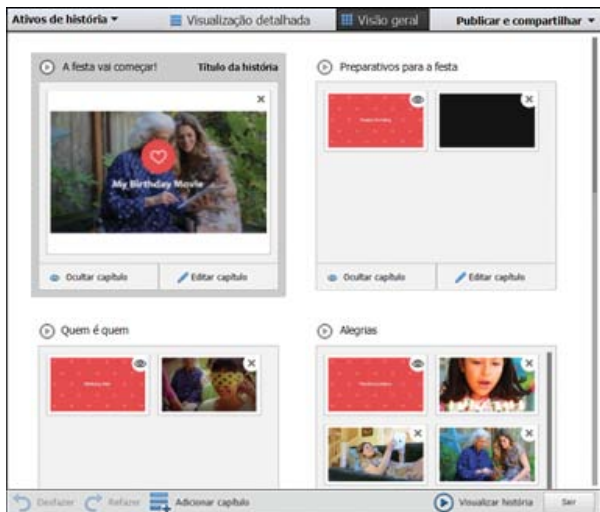 Ativos de história ▾ Visualização detalhada Visão geral Publicar e compartilhar ▾
A festa vai começar! Título da história
Preparativos para a festa
My Birthday Movie
Ocultar capítulo Editar capítulo
Ocultar capítulo Editar capítulo
Quem é quem
Alegrias
Desfazer Refazer Adicionar capítulo Visualizar história Sair